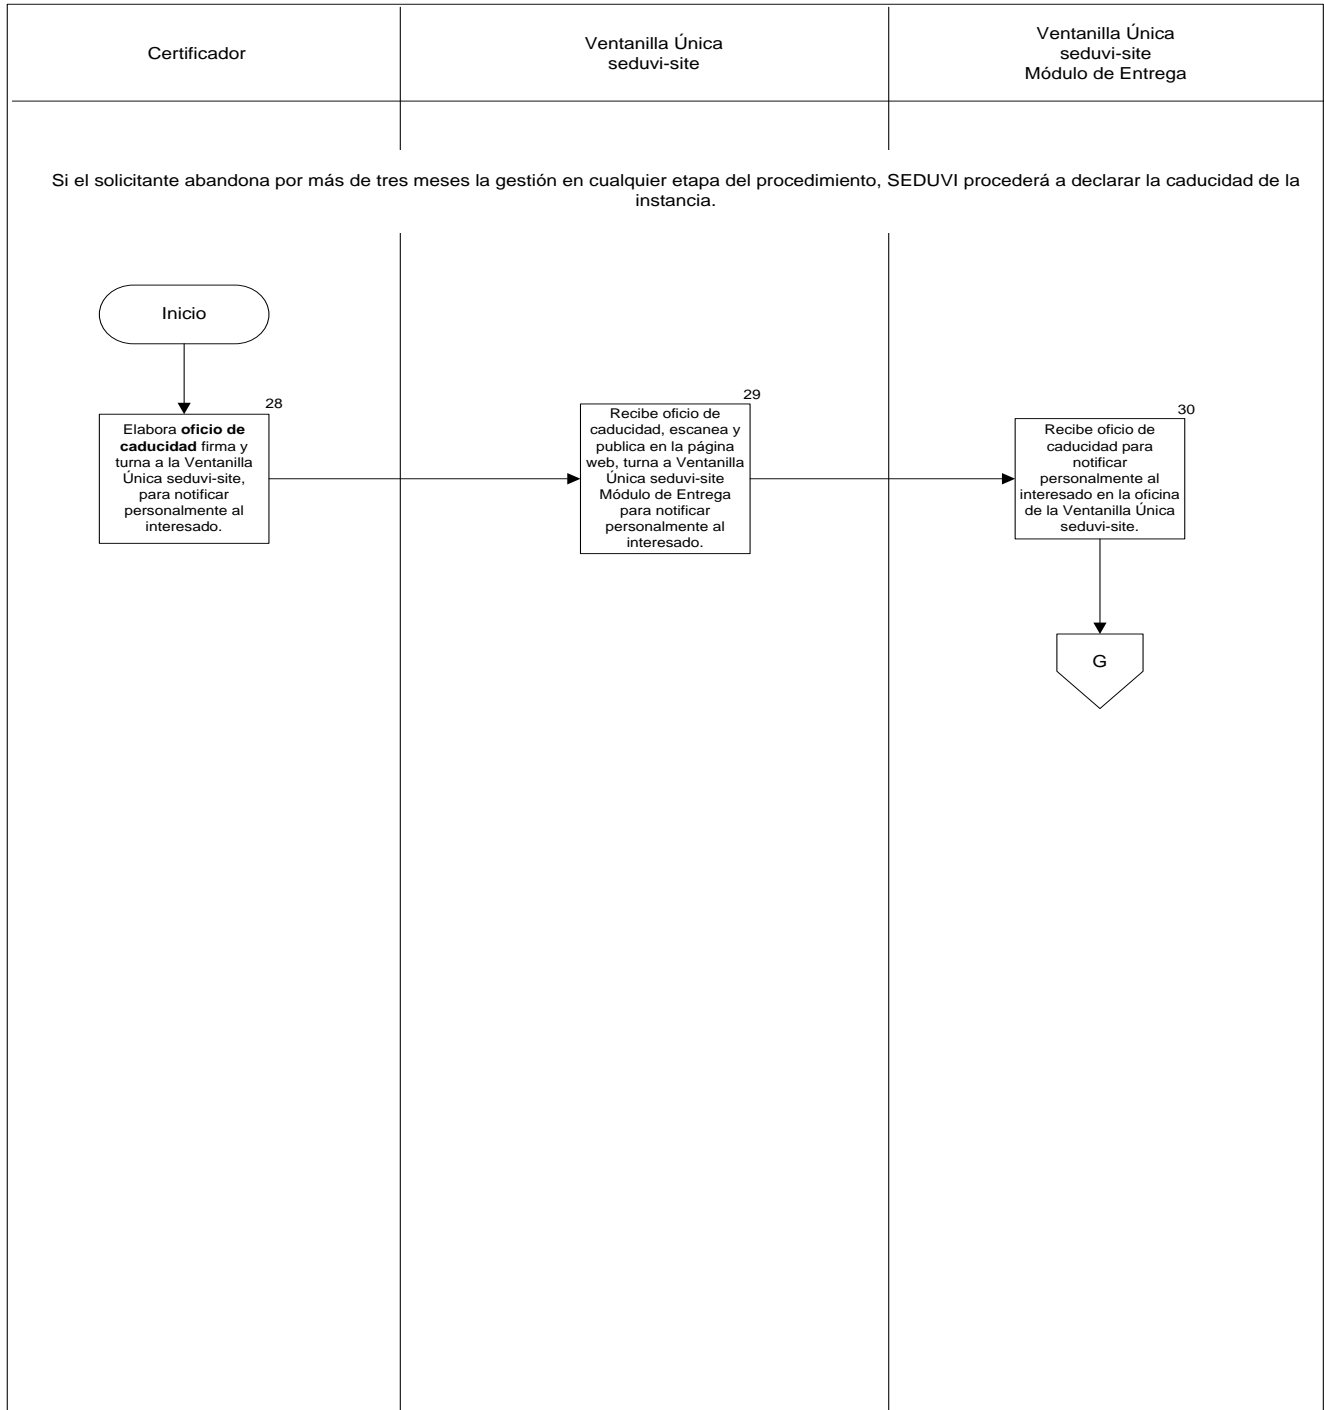 Certificador
Ventanilla Única
seduvi-site
Ventanilla Única
seduvi-site
Módulo de Entrega
Si el solicitante abandona por más de tres meses la gestión en cualquier etapa del procedimiento, SEDUVI procederá a declarar la caducidad de la
instancia.
Inicio
28
Elabora oficio de
caducidad firma y
turna a la Ventanilla
Única seduvi-site,
para notificar
personalmente al
interesado.
29
Recibe oficio de
caducidad, escanea y
publica en la página
web, turna a Ventanilla
Única seduvi-site
Módulo de Entrega
para notificar
personalmente al
interesado.
30
Recibe oficio de
caducidad para
notificar
personalmente al
interesado en la oficina
de la Ventanilla Única
seduvi-site.
G